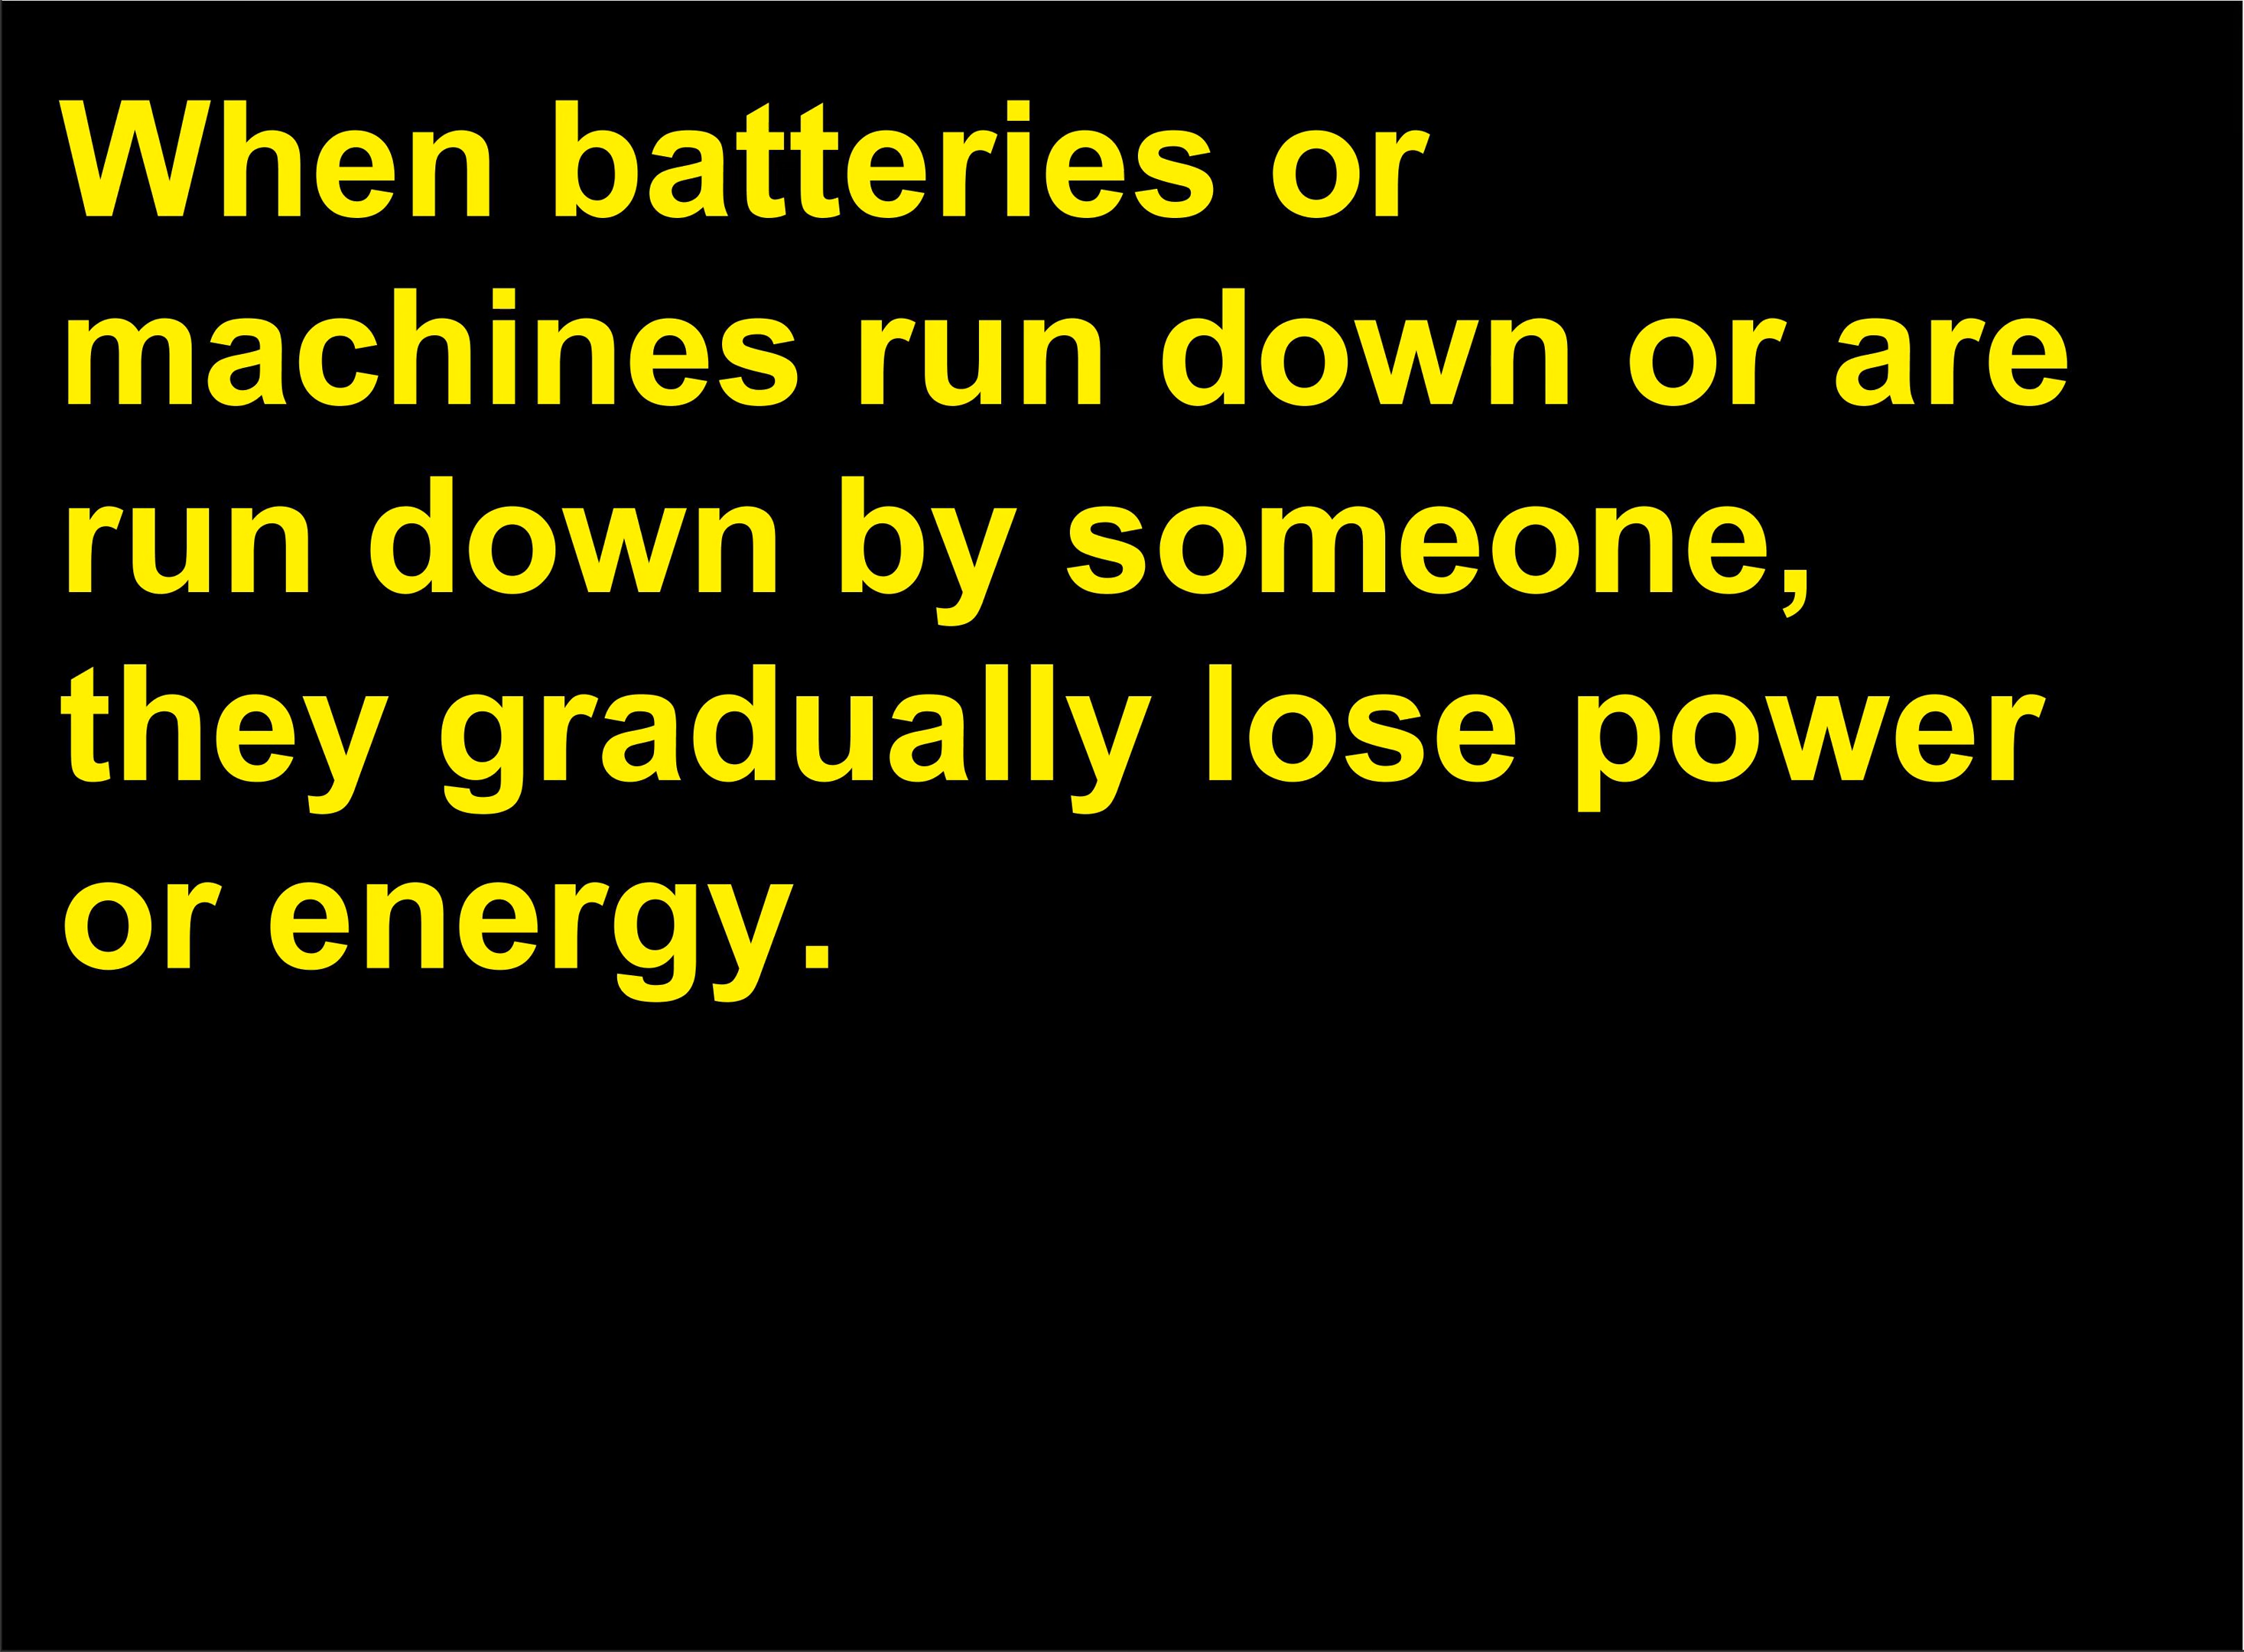 When batteries or
machines run down or are
run down by someone,
they gradually lose power
or energy.